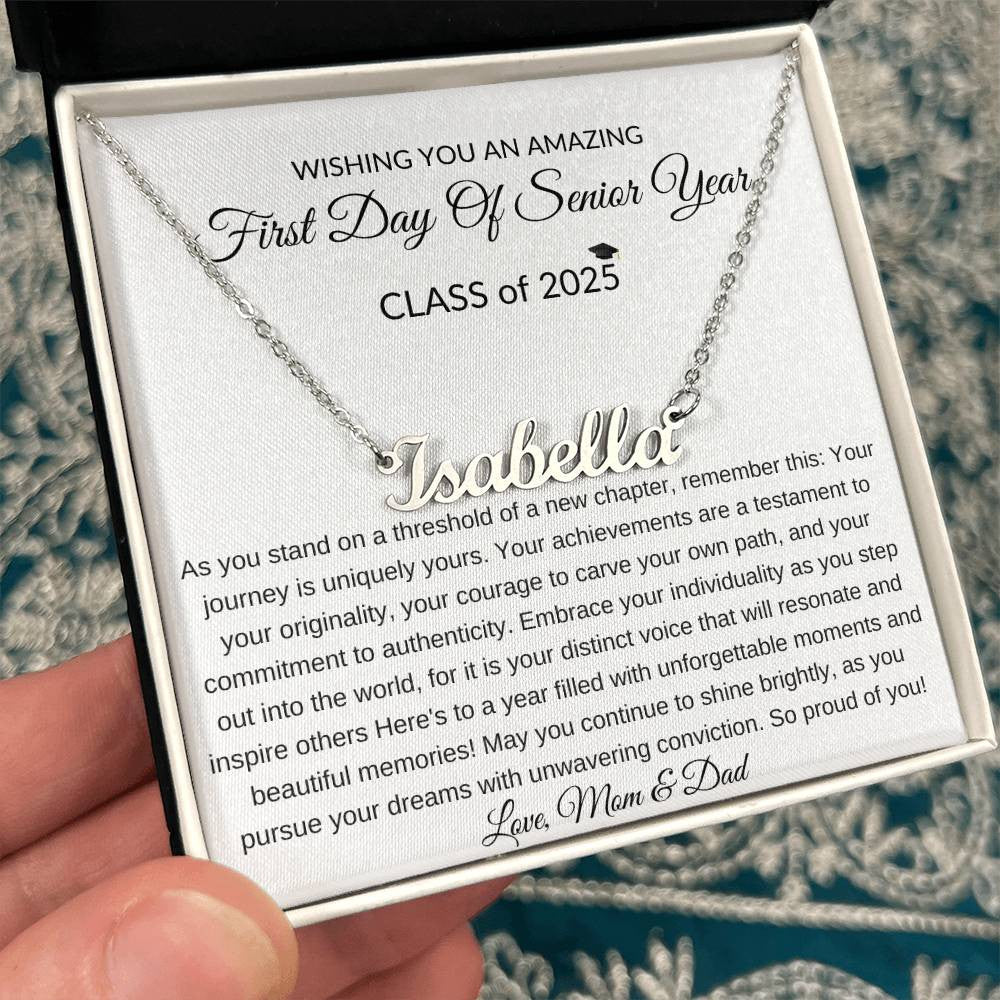 WISHING YOU AN AMAZING
First Day Of Senior Year
CLASS of 2025
Isabella
As you stand on a threshold of a new chapter, remember this: Your
journey is uniquely yours. Your achievements are a testament to
your originality, your courage to carve your own path, and your
commitment to authenticity. Embrace your individuality as you step
out into the world, for it is your distinct voice that will resonate and
inspire others Here's to a year filled with unforgettable moments and
beautiful memories! May you continue to shine brightly, as you
pursue your dreams with unwavering conviction. So proud of you!
Love, Mom & Dad